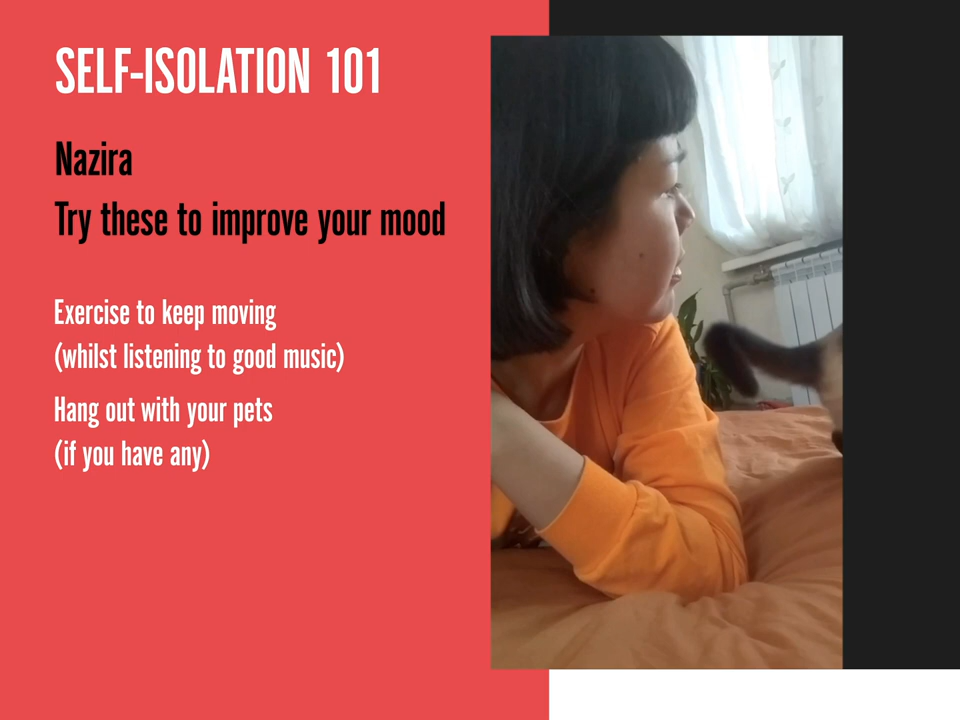 SELF-ISOLATION 101
Nazira
Try these to improve your mood
Exercise to keep moving
(whilst listening to good music)
Hang out with your pets
(if you have any)